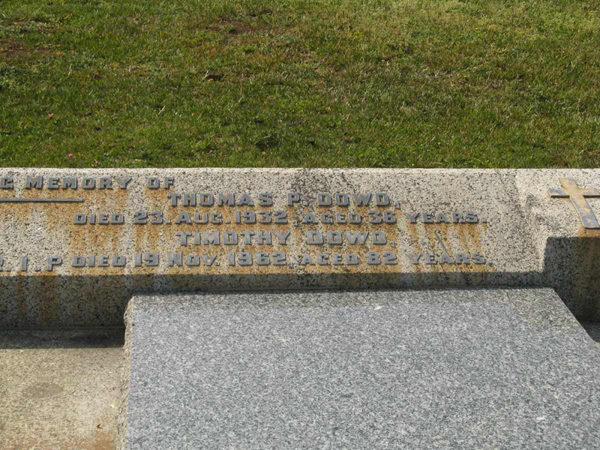 G MEMORY OF
THOMAS P. DOWD.
DIED 23. AUG. 1932. AGED 36 YEARS.
TIMOTHY DOWD.
R.I.P DIED 19 NOV. 1962. AGED 82 YEARS.